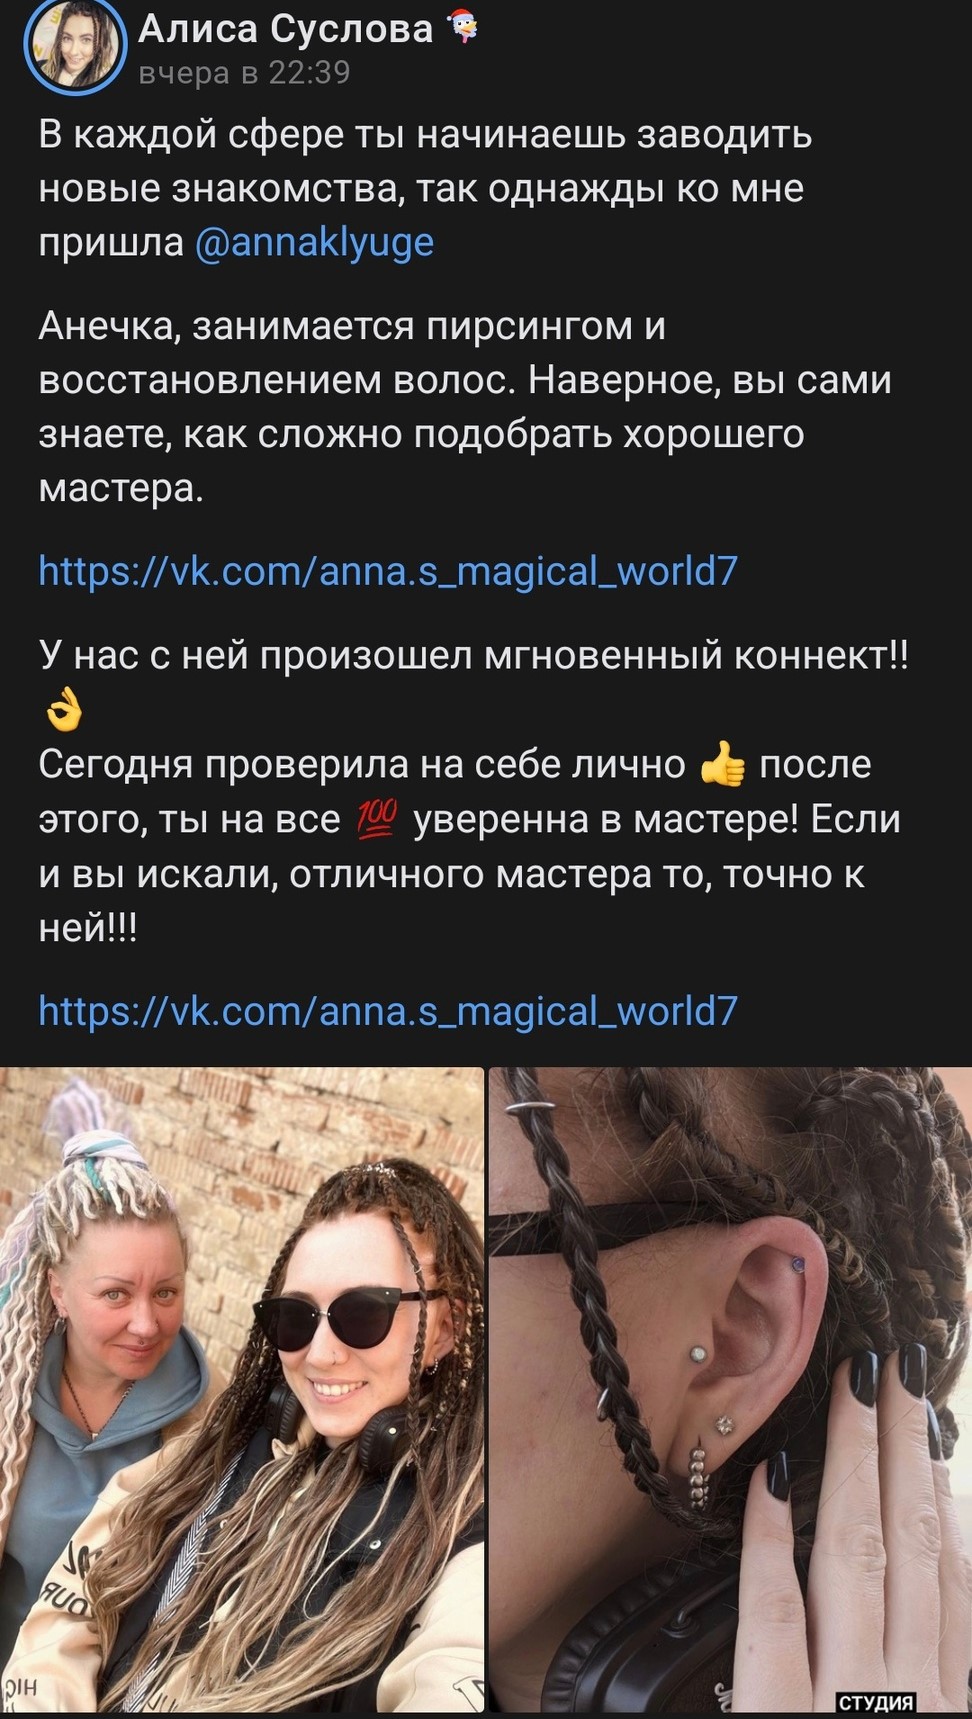 Алиса Суслова
вчера в 22:39
В каждой сфере ты начинаешь заводить
новые знакомства, так однажды ко мне
пришла @annaklyuge
Анечка, занимается пирсингом и
восстановлением волос. Наверное, вы сами
знаете, как сложно подобрать хорошего
мастера.
https://vk.com/anna.s_magical_world7
У нас с ней произошел мгновенный коннект!!
👌
Сегодня проверила на себе лично 👍 после
этого, ты на все 💯 уверенна в мастере! Если
и вы искали, отличного мастера то, точно к
ней!!!
https://vk.com/anna.s_magical_world7
СТУДИЯ